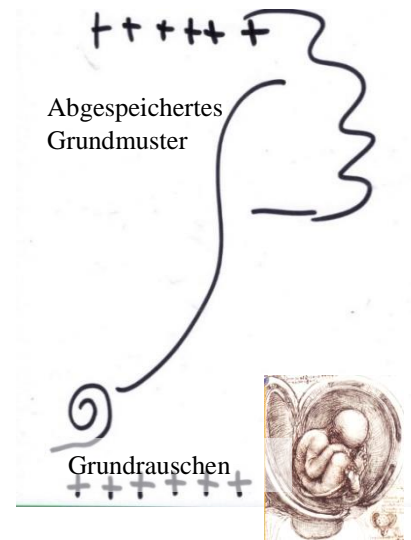 + + + + + +
Abgespeichertes
Grundmuster
Grundrauschen
+ + + + + +